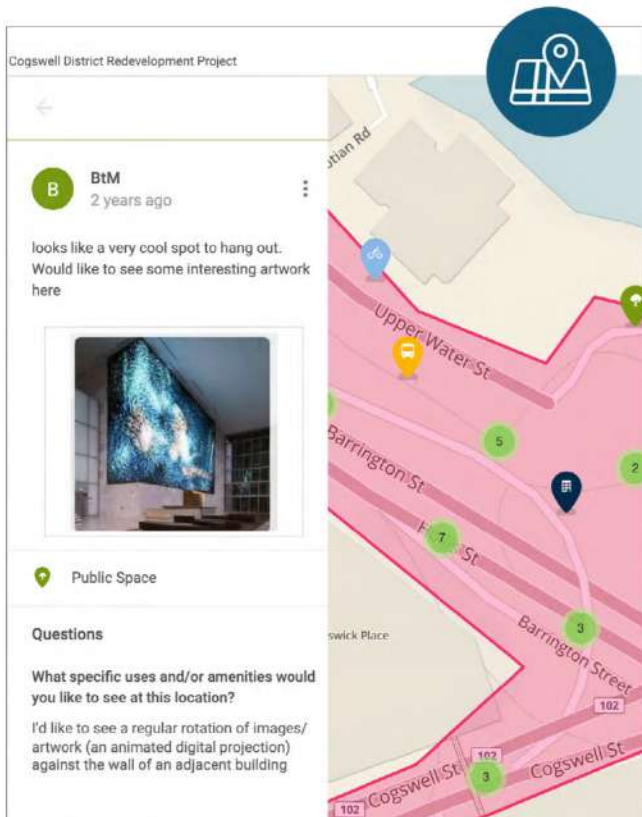 Cogswell District Redevelopment Project
B
BtM
2 years ago
looks like a very cool spot to hang out.
Would like to see some interesting artwork
here
Public Space
Questions
What specific uses and/or amenities would
you like to see at this location?
I'd like to see a regular rotation of images/
artwork (an animated digital projection)
against the wall of an adjacent building
otian Rd
Upper Water St
5
2
Barrington St
7
St
3
swick Place
Barrington Street
102
102
Cogswell St
3
Cogswell St
102